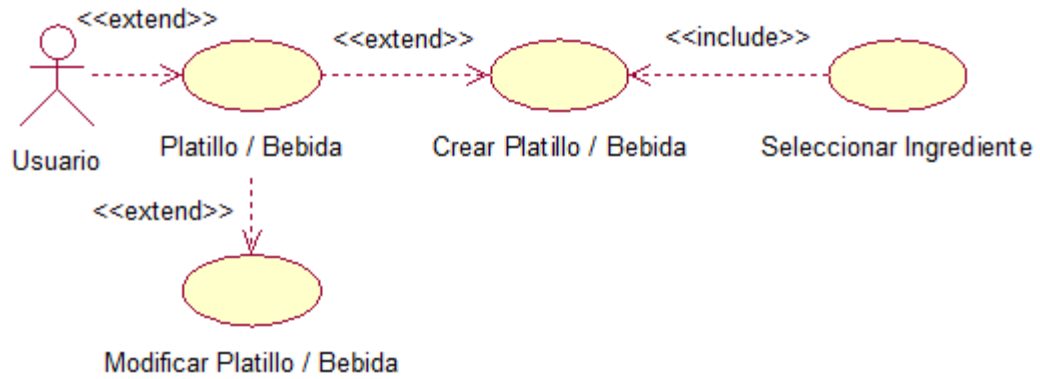 <<extend>>
<<extend>>
<<include>>
Usuario
Platillo / Bebida
Crear Platillo / Bebida
Seleccionar Ingrediente
<<extend>>
Modificar Platillo / Bebida